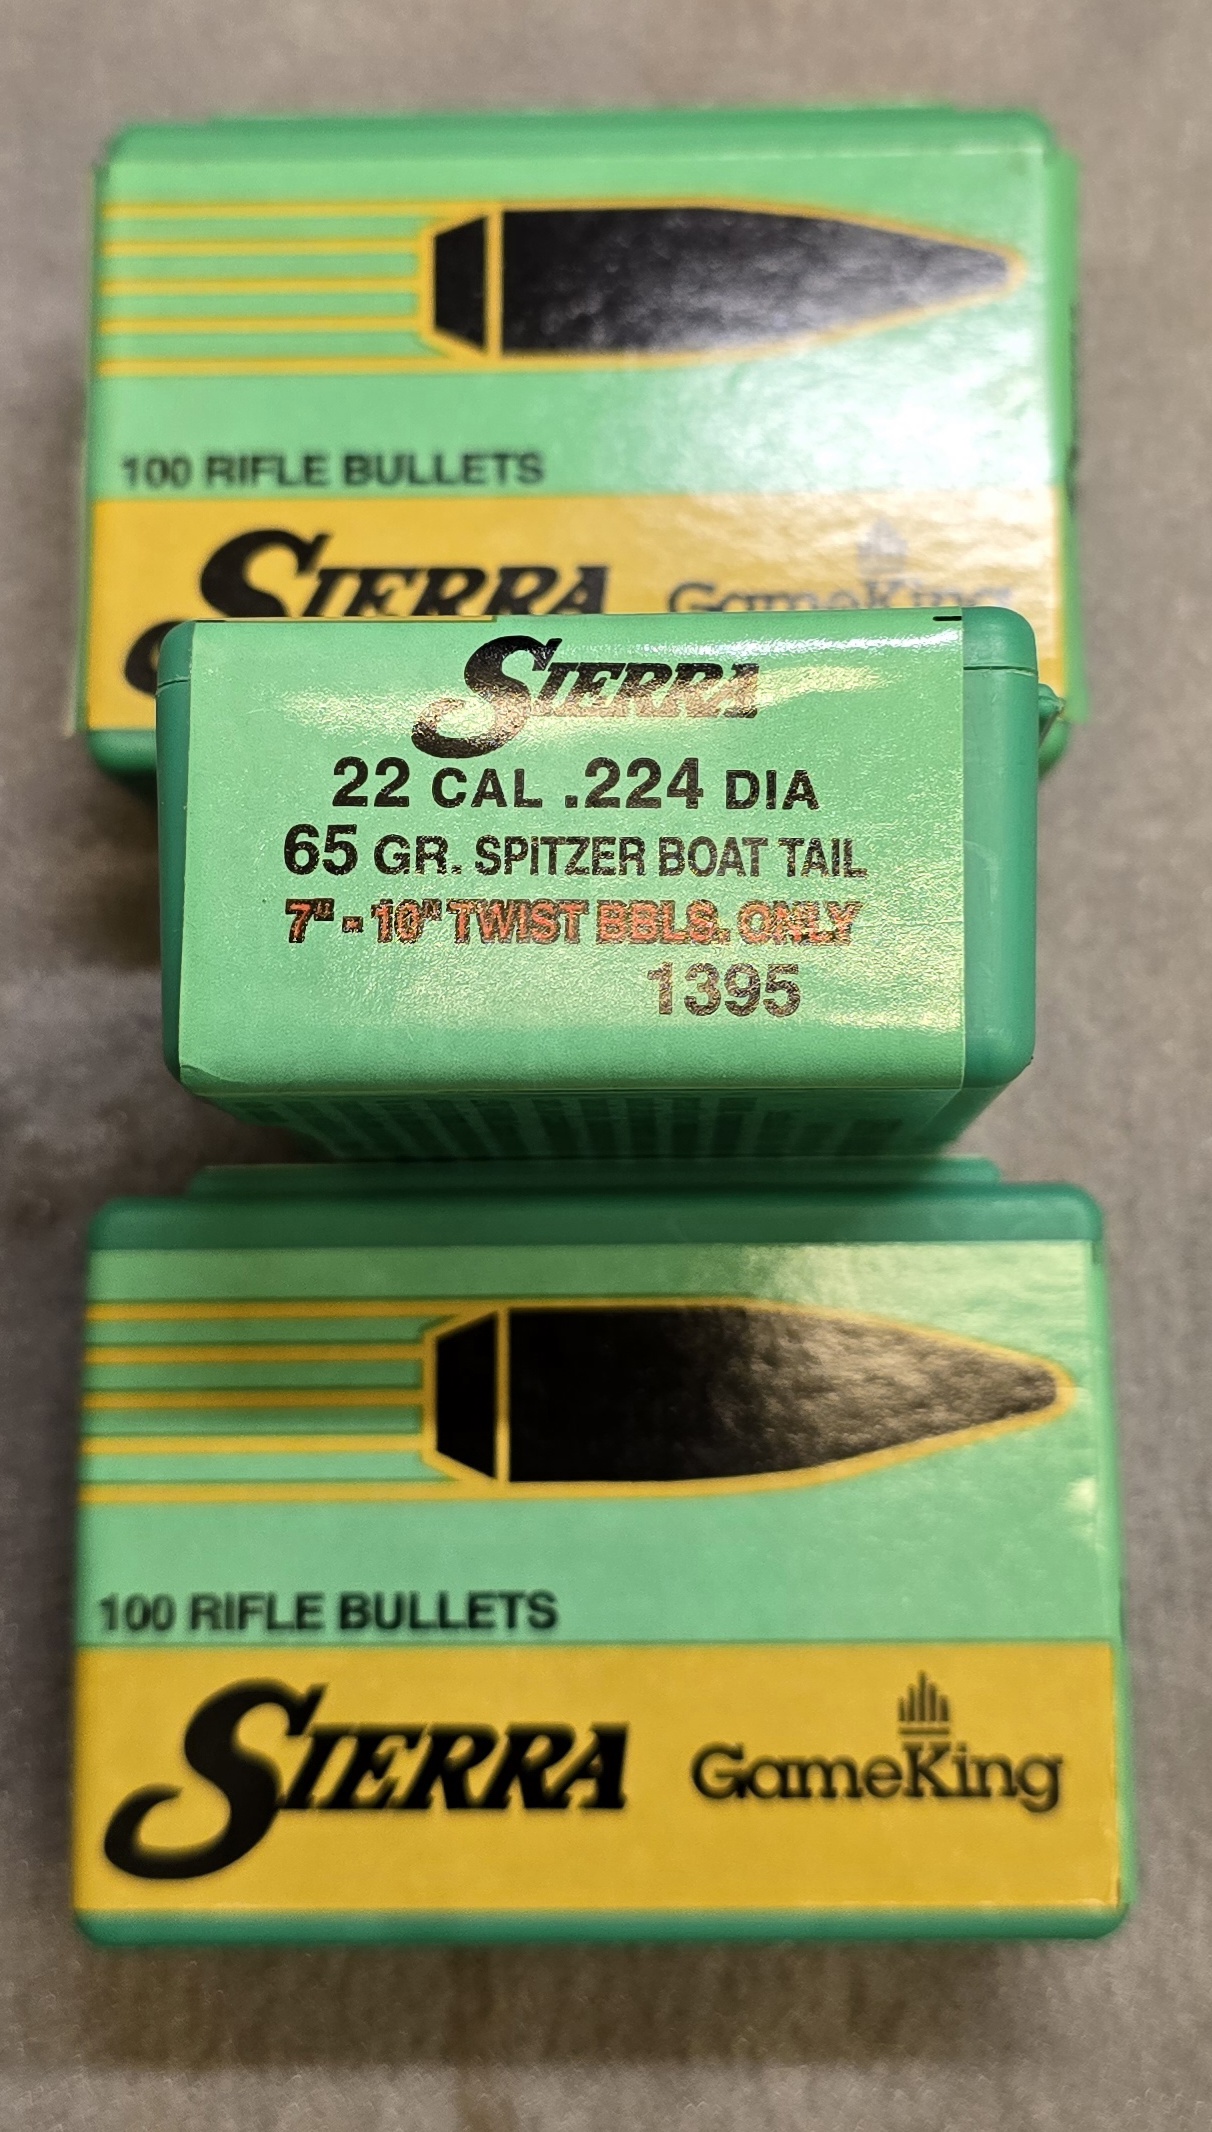 100 RIFLE BULLETS
SIERRA GameKing
SIERRA
22 CAL .224 DIA
65 GR. SPITZER BOAT TAIL
7"-10" TWIST BBLS. ONLY
1395
100 RIFLE BULLETS
SIERRA GameKing